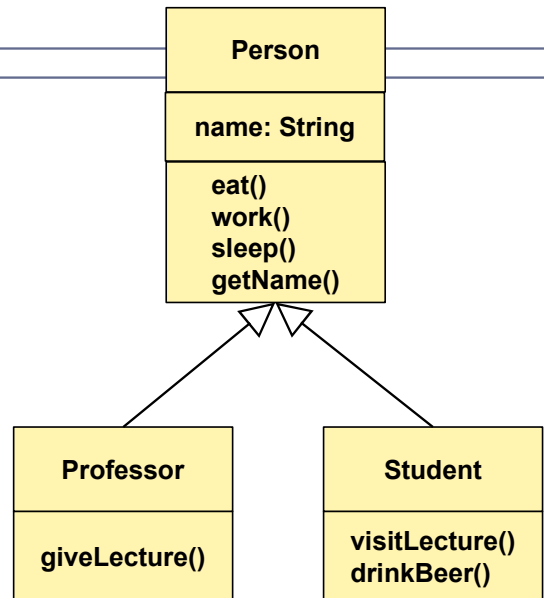 Person
name: String
eat()
work()
sleep()
getName()
Professor
giveLecture()
Student
visitLecture()
drinkBeer()